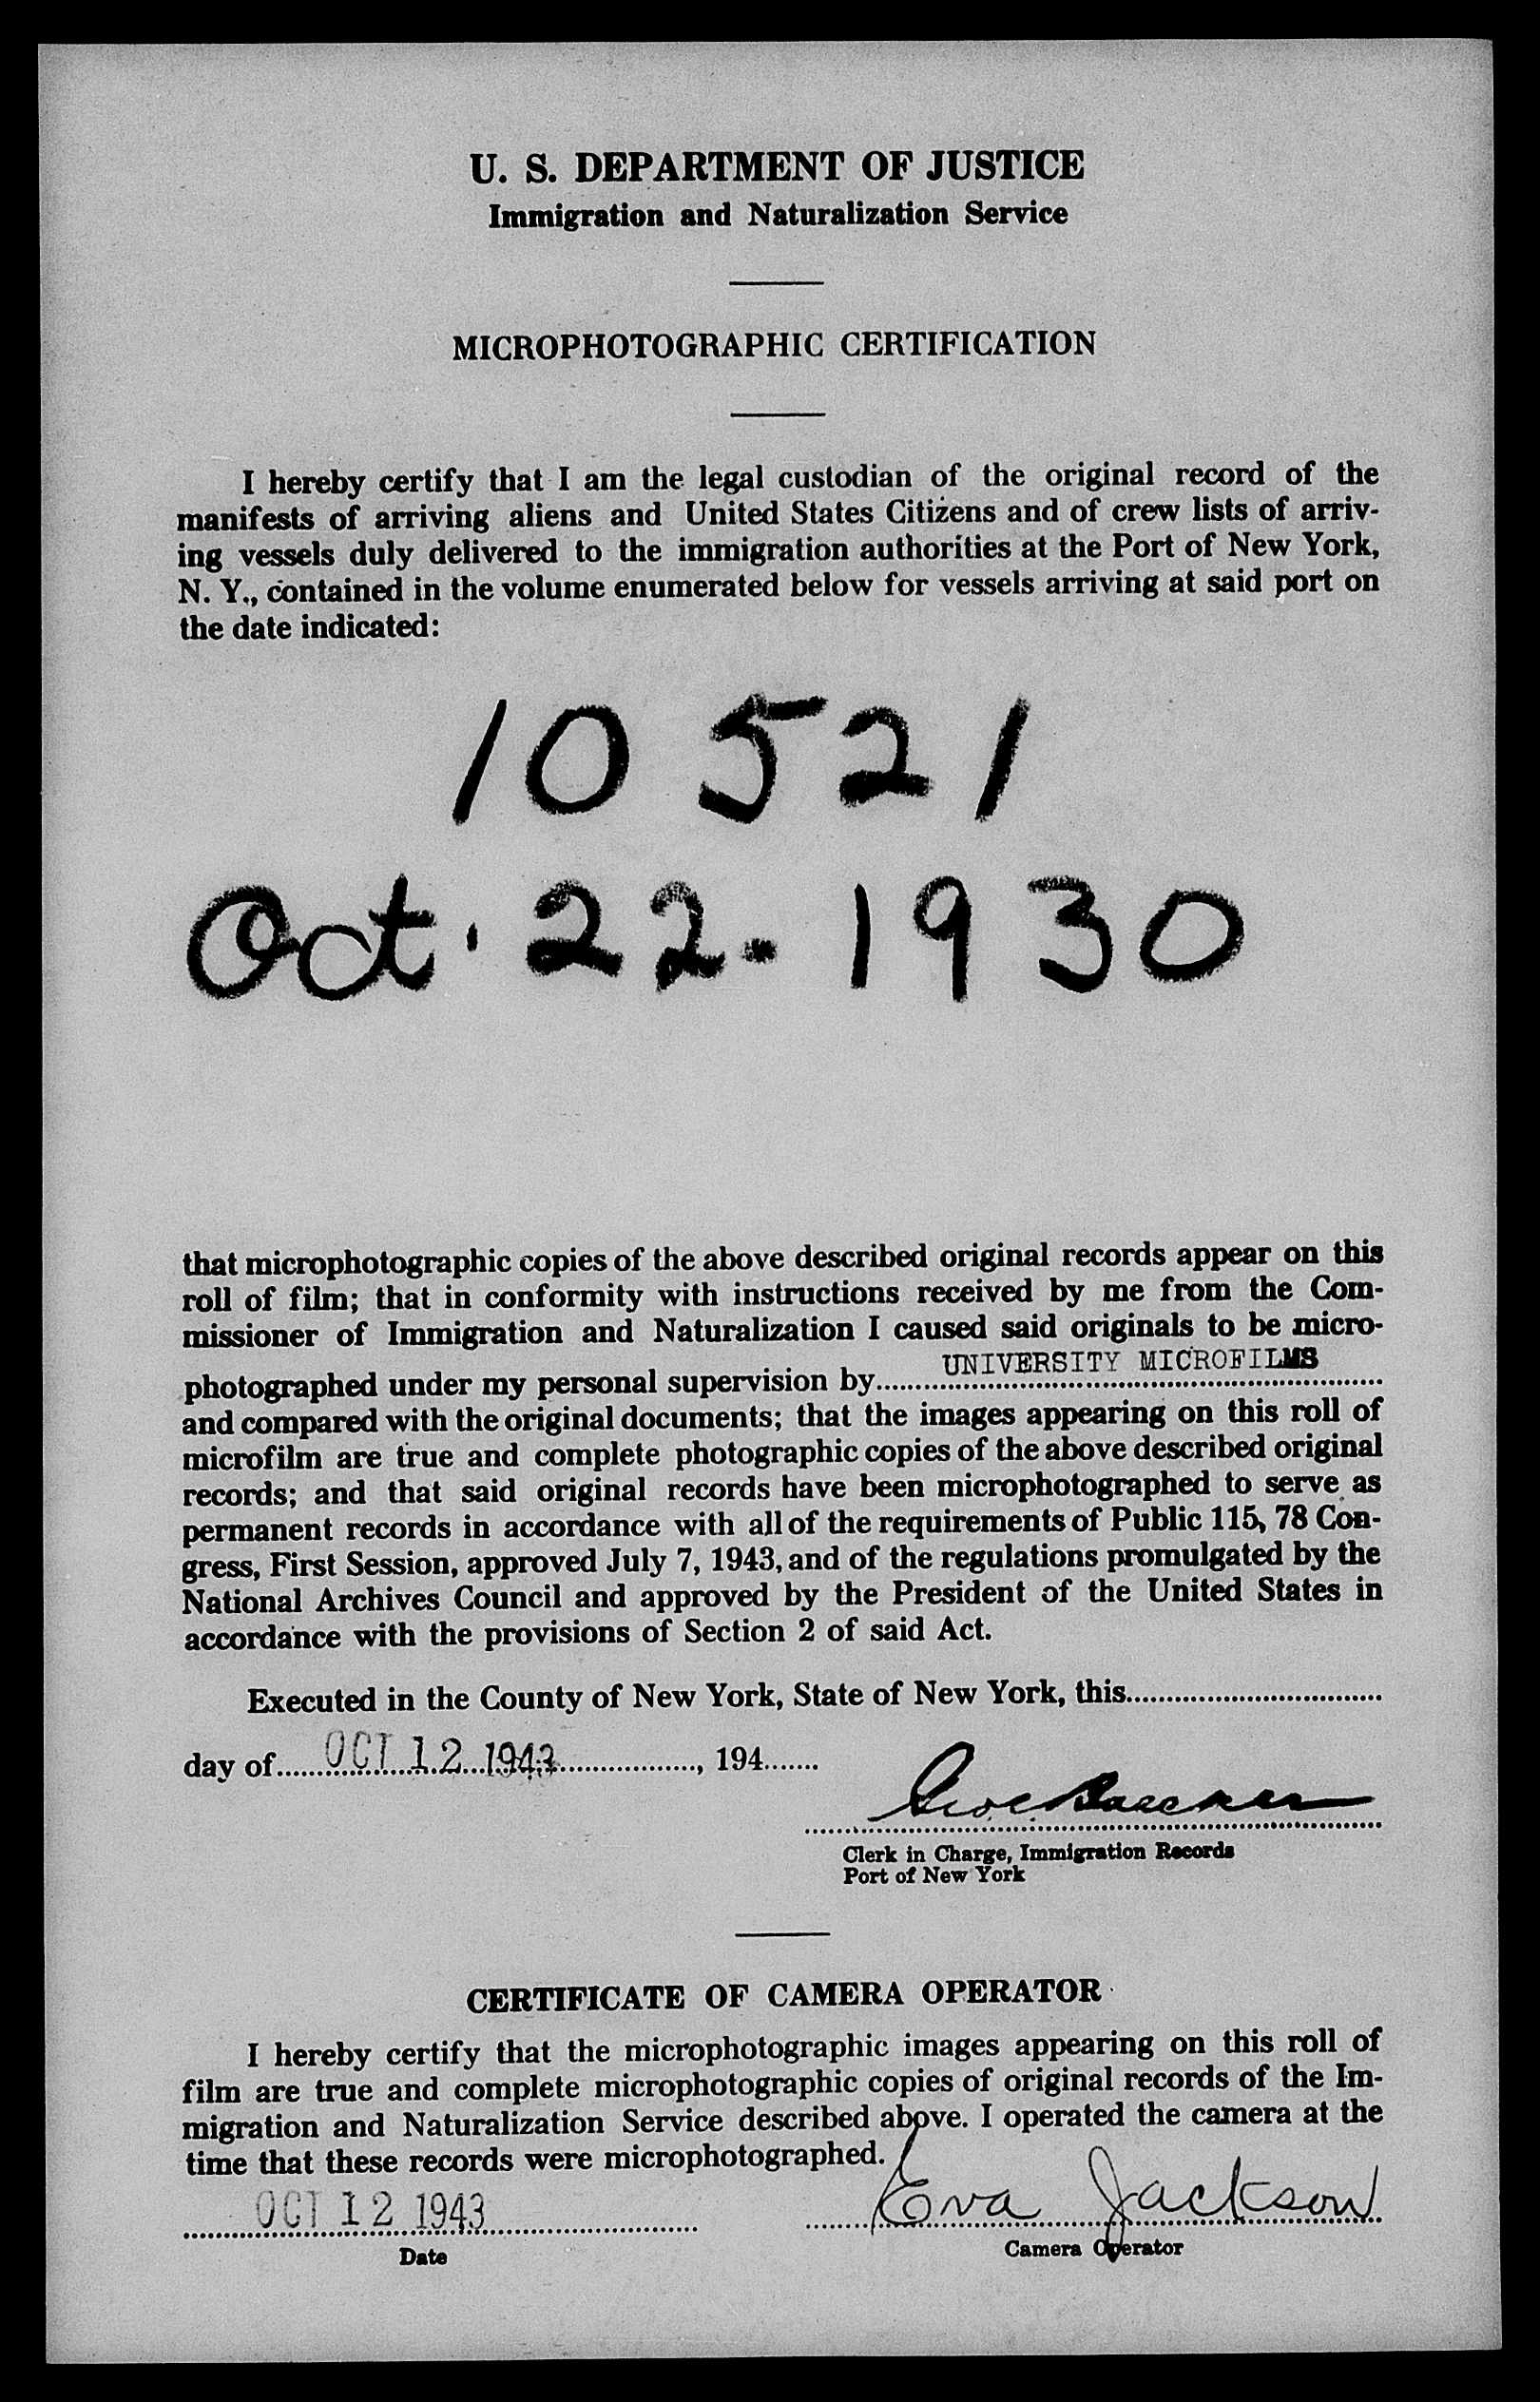 U. S. DEPARTMENT OF JUSTICE
Immigration and Naturalization Service
MICROPHOTOGRAPHIC CERTIFICATION
I hereby certify that I am the legal custodian of the original record of the
manifests of arriving aliens and United States Citizens and of crew lists of arriv-
ing vessels duly delivered to the immigration authorities at the Port of New York,
N. Y., contained in the volume enumerated below for vessels arriving at said port on
the date indicated:
10521
Oct. 22-1930
that microphotographic copies of the above described original records appear on this
roll of film; that in conformity with instructions received by me from the Com-
missioner of Immigration and Naturalization I caused said originals to be micro-
photographed under my personal supervision by UNIVERSITY MICROFILMS
and compared with the original documents; that the images appearing on this roll of
microfilm are true and complete photographic copies of the above described original
records; and that said original records have been microphotographed to serve as
permanent records in accordance with all of the requirements of Public 115, 78 Con-
gress, First Session, approved July 7, 1943, and of the regulations promulgated by the
National Archives Council and approved by the President of the United States in
accordance with the provisions of Section 2 of said Act.
Executed in the County of New York, State of New York, this
day of OCT 12 1943, 194
Clerk in Charge, Immigration Records
Port of New York
CERTIFICATE OF CAMERA OPERATOR
I hereby certify that the microphotographic images appearing on this roll of
film are true and complete microphotographic copies of original records of the Im-
migration and Naturalization Service described above. I operated the camera at the
time that these records were microphotographed.
OCT 12 1943 Eva Jackson
Date Camera Operator